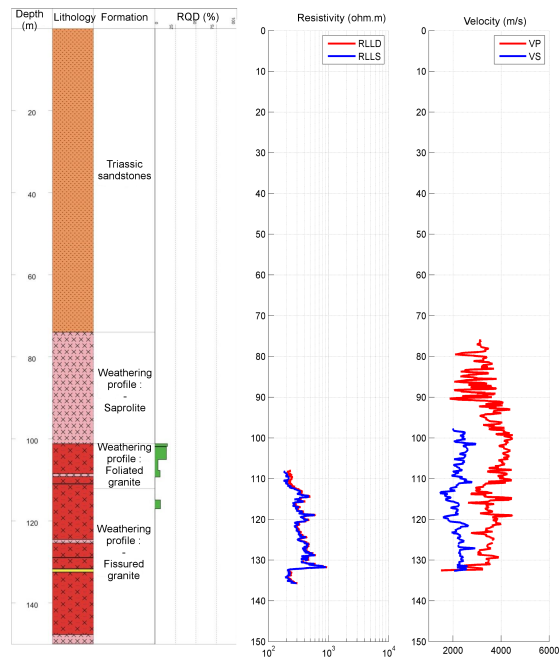 Depth (m)
Lithology
Formation
RQD (%)
20
40
60
80
100
120
140
Triassic
sandstones
Weathering
profile :
-
Saprolite
Weathering
profile :
Foliated
granite
Weathering
profile :
-
Fissured
granite
Resistivity (ohm.m)
RLLD
RLLS
0
10
20
30
40
50
60
70
80
90
100
110
120
130
140
150
10² 10³ 10⁴
Velocity (m/s)
VP
VS
0
10
20
30
40
50
60
70
80
90
100
110
120
130
140
150
2000 4000 6000